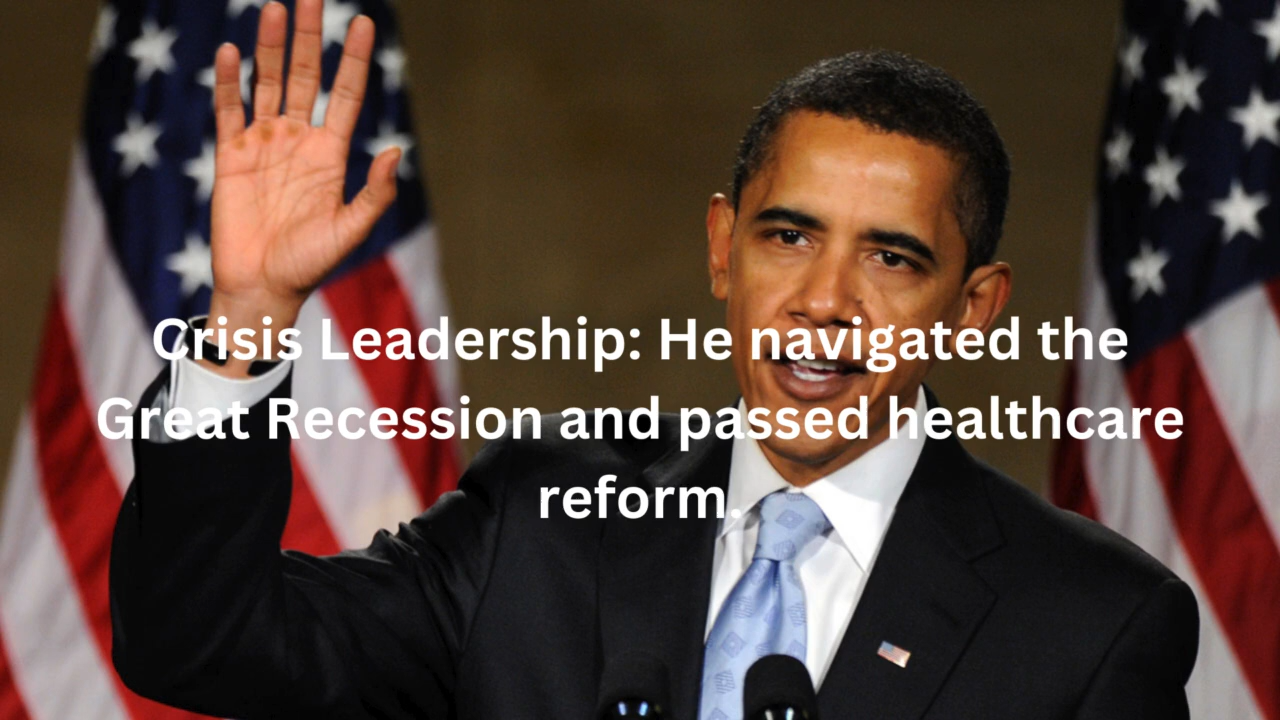 Crisis Leadership: He navigated the
Great Recession and passed healthcare
reform.